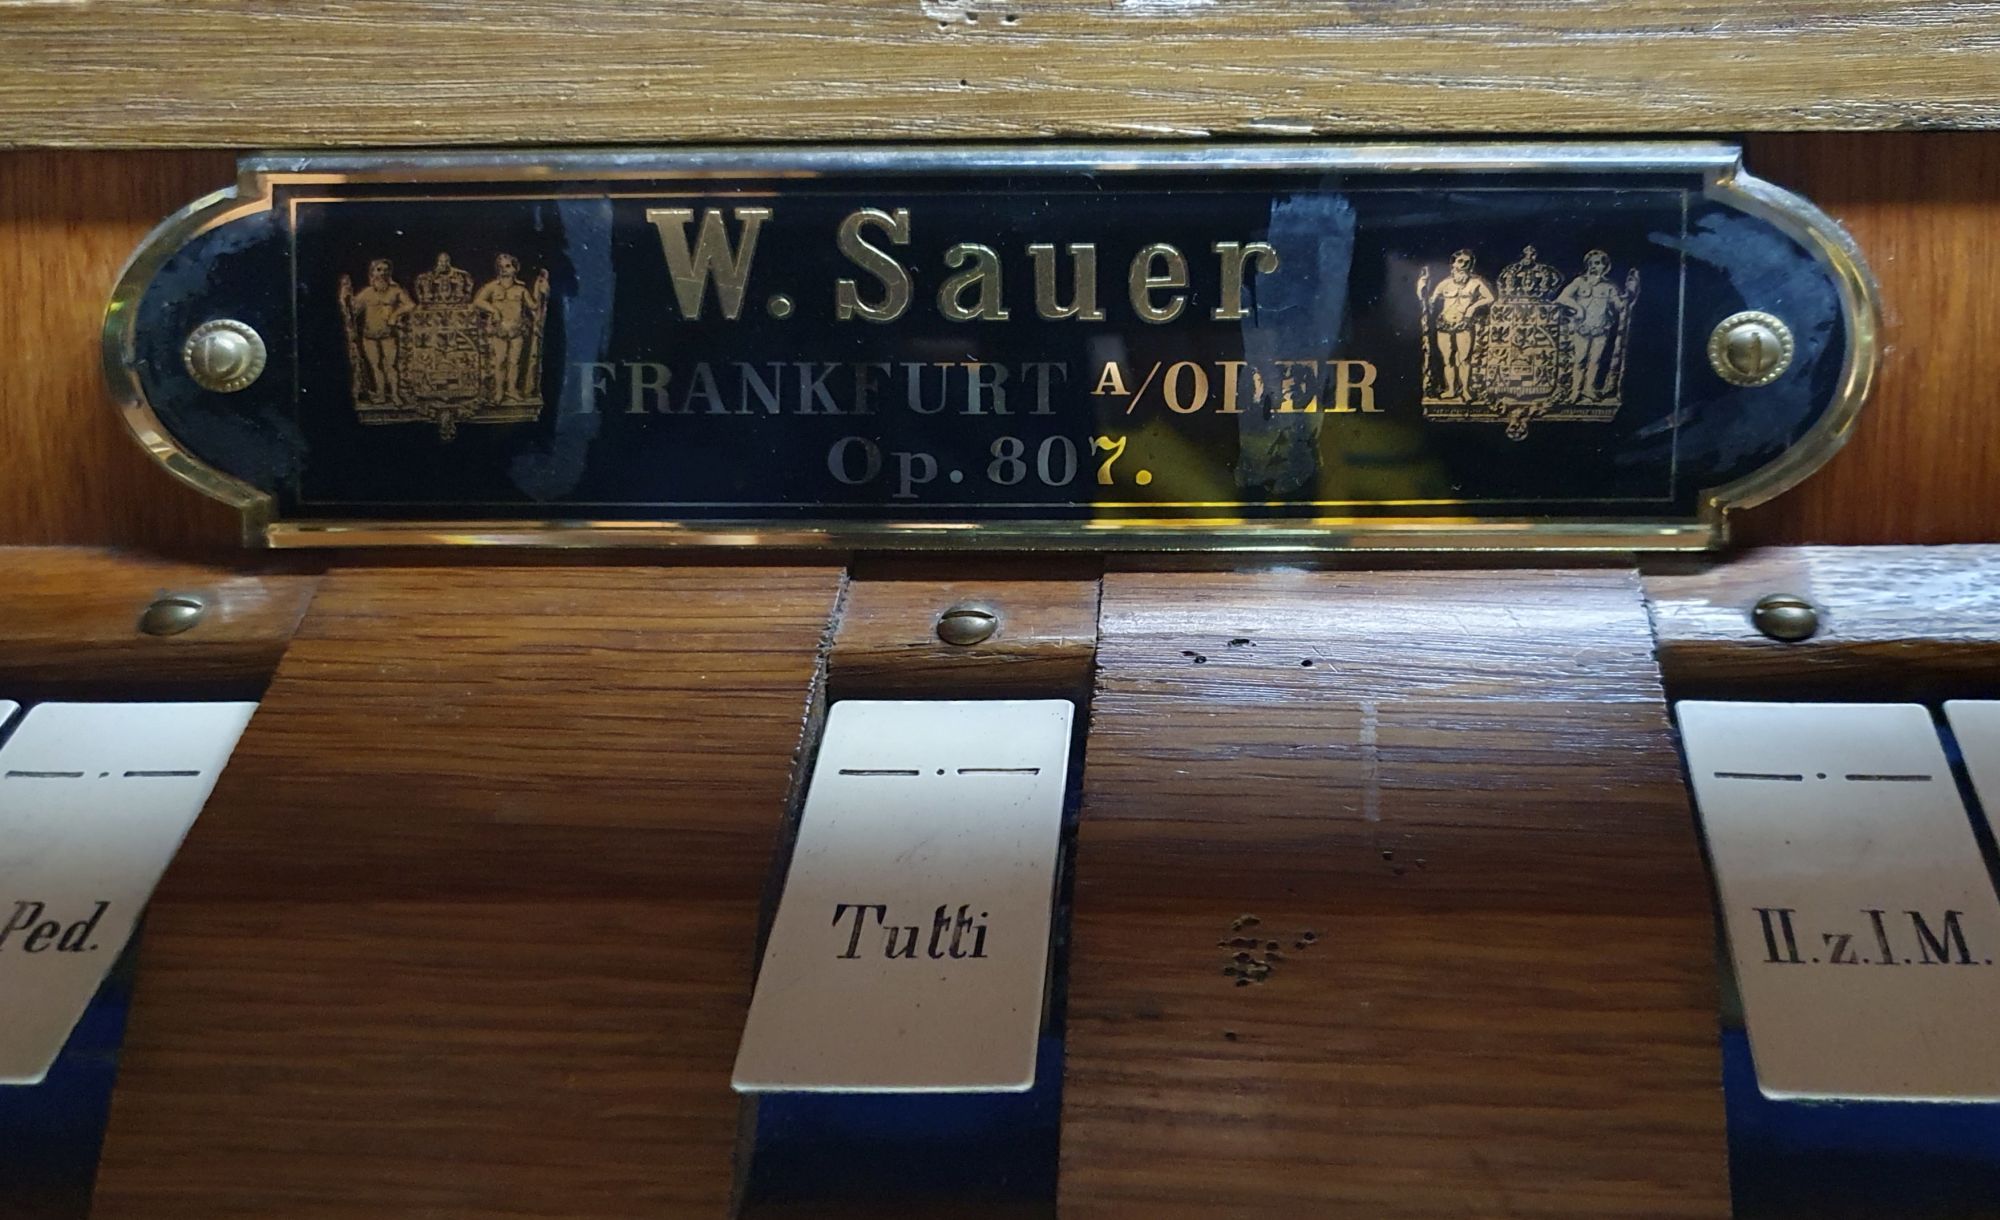 W. Sauer
FRANKFURT A/ODER
Op. 807.
Ped.
Tutti
II.z.I.M.